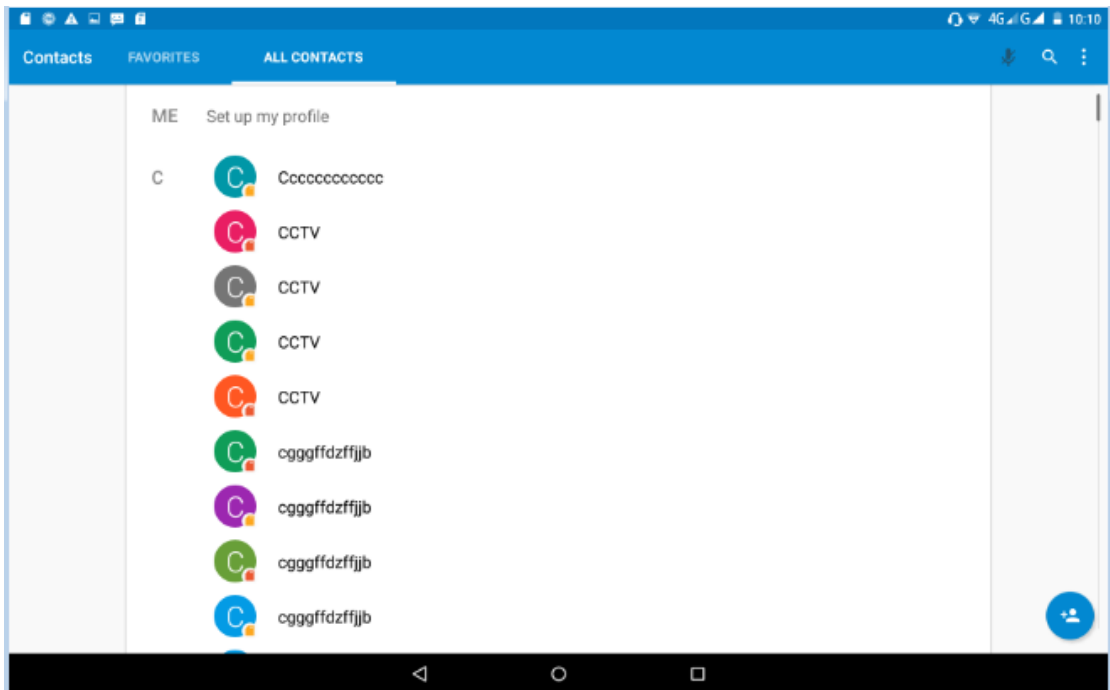 4G G 10:10
Contacts FAVORITES ALL CONTACTS
ME Set up my profile
C C Cccccccccccc
C CCTV
C CCTV
C CCTV
C CCTV
C cgggffdzffjjb
C cgggffdzffjjb
C cgggffdzffjjb
C cgggffdzffjjb